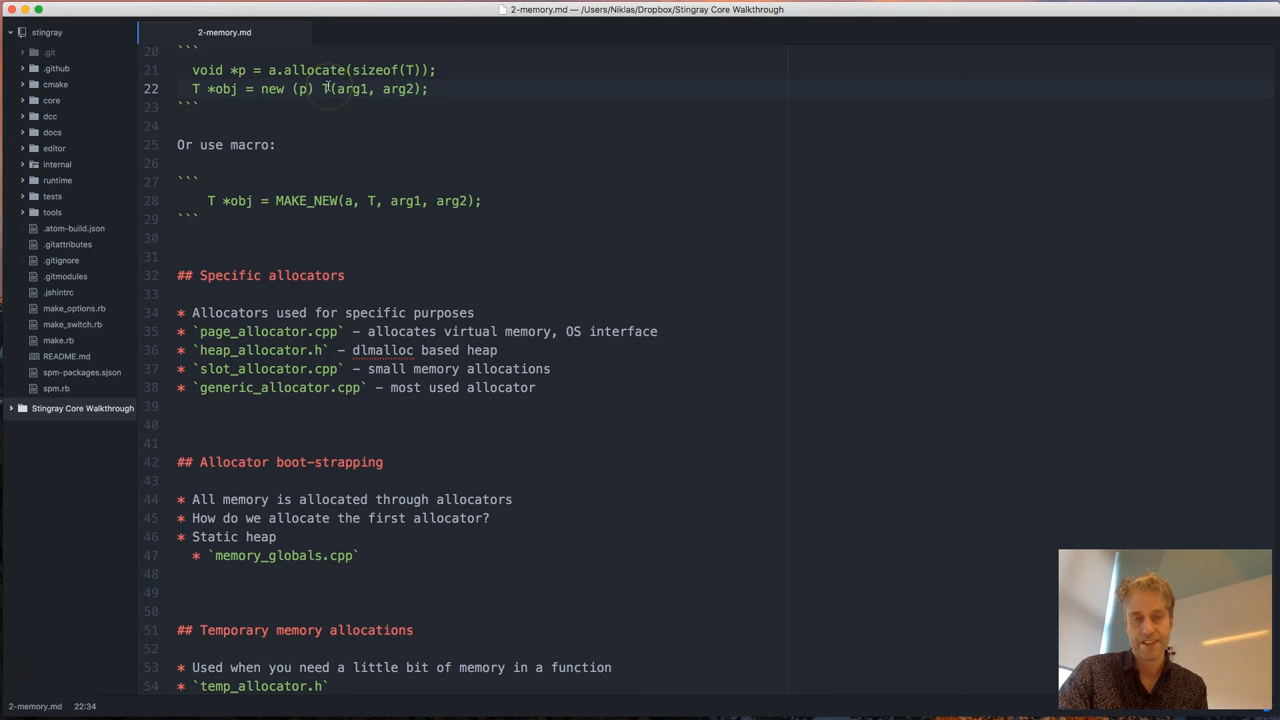 2-memory.md — /Users/Niklas/Dropbox/Stingray Core Walkthrough
stingray
.git
.github
cmake
core
dcc
docs
editor
internal
runtime
tests
tools
.atom-build.json
.gitattributes
.gitignore
.gitmodules
.jshintrc
make_options.rb
make_switch.rb
make.rb
README.md
spm-packages.sjson
spm.rb
Stingray Core Walkthrough
2-memory.md
20 ```
21 void *p = a.allocate(sizeof(T));
22 T *obj = new (p) T(arg1, arg2);
23 ```
24
25 Or use macro:
26
27 ```
28 T *obj = MAKE_NEW(a, T, arg1, arg2);
29 ```
30
31
32 ## Specific allocators
33
34 * Allocators used for specific purposes
35 * `page_allocator.cpp` - allocates virtual memory, OS interface
36 * `heap_allocator.h` - dlmalloc based heap
37 * `slot_allocator.cpp` - small memory allocations
38 * `generic_allocator.cpp` - most used allocator
39
40
41
42 ## Allocator boot-strapping
43
44 * All memory is allocated through allocators
45 * How do we allocate the first allocator?
46 * Static heap
47 * `memory_globals.cpp`
48
49
50
51 ## Temporary memory allocations
52
53 * Used when you need a little bit of memory in a function
54 * `temp_allocator.h`
2-memory.md 22:34